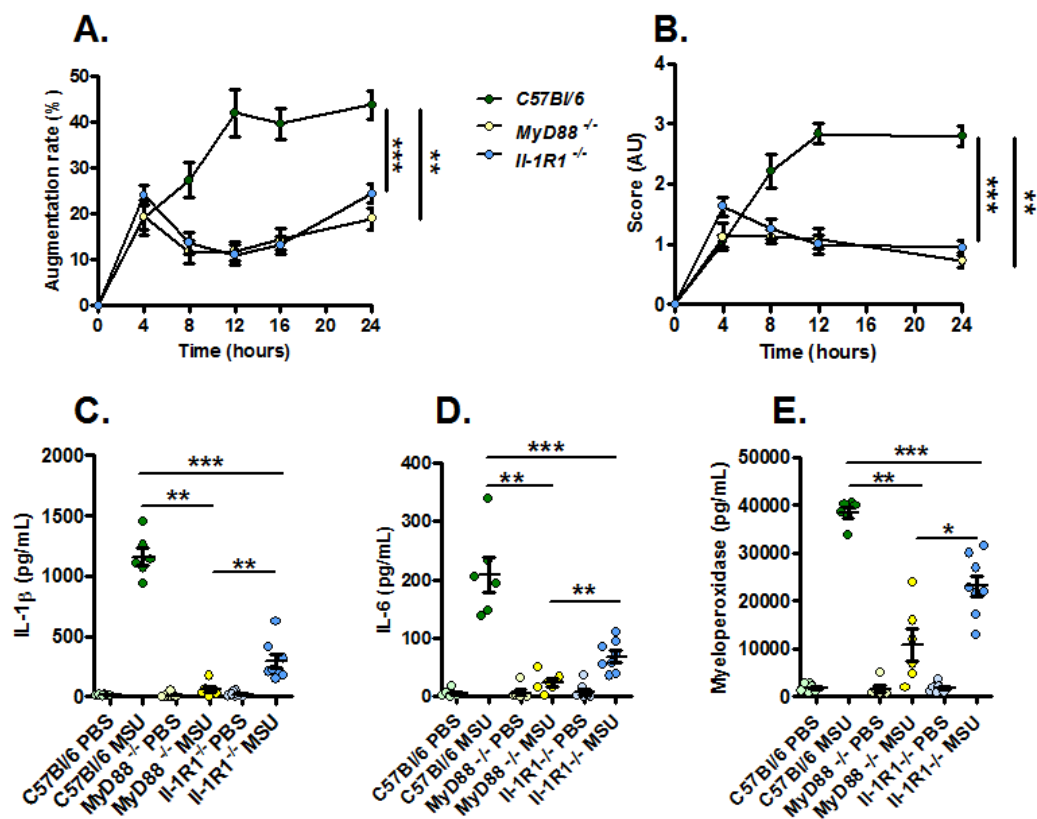 A.
B.
50
40
30
20
10
0
Augmentation rate (%)
0 4 8 12 16 20 24
Time (hours)
***
**
C57Bl/6
MyD88 -/-
Il-1R1 -/-
4
3
2
1
0
Score (AU)
0 4 8 12 16 20 24
Time (hours)
***
**
C.
D.
E.
2000
1500
1000
500
0
IL-1β (pg/mL)
***
**
**
C57Bl/6 PBS
C57Bl/6 MSU
MyD88 -/- PBS
MyD88 -/- MSU
Il-1R1-/- PBS
Il-1R1-/- MSU
400
300
200
100
0
IL-6 (pg/mL)
***
**
**
C57Bl/6 PBS
C57Bl/6 MSU
MyD88 -/- PBS
MyD88 -/- MSU
Il-1R1-/- PBS
Il-1R1-/- MSU
50000
40000
30000
20000
10000
0
Myeloperoxidase (pg/mL)
***
**
*
C57Bl/6 PBS
C57Bl/6 MSU
MyD88 -/- PBS
MyD88 -/- MSU
Il-1R1-/- PBS
Il-1R1-/- MSU